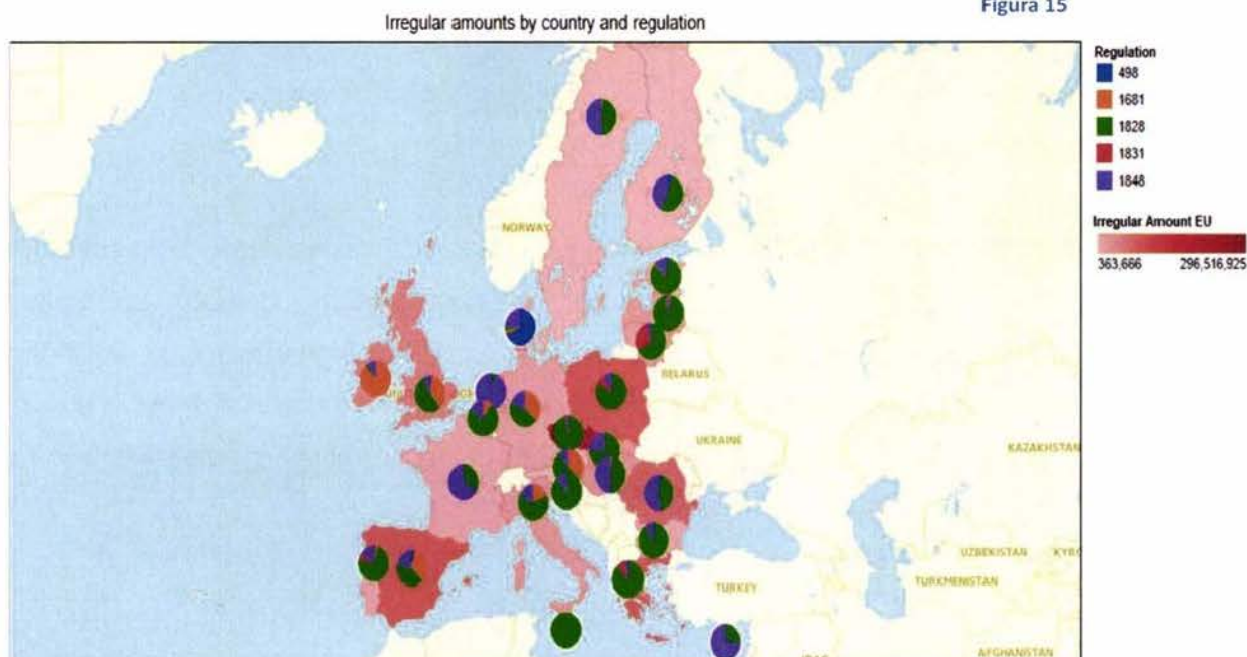 Figura 15
Irregular amounts by country and regulation
Regulation
498
1681
1828
1831
1848
Irregular Amount EU
363,666 296,516,925
NORWAY
BELARUS
UKRAINE
KAZAKHSTAN
UZBEKISTAN
TURKMENISTAN
TURKEY
AFGHANISTAN